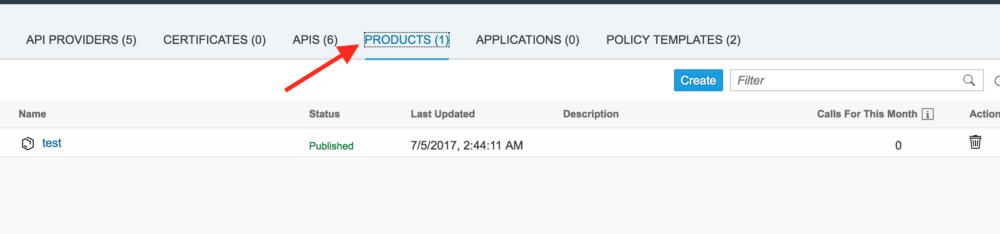 API PROVIDERS (5) CERTIFICATES (0) APIS (6) PRODUCTS (1) APPLICATIONS (0) POLICY TEMPLATES (2)
Create Filter
Name Status Last Updated Description Calls For This Month i Action
test Published 7/5/2017, 2:44:11 AM 0